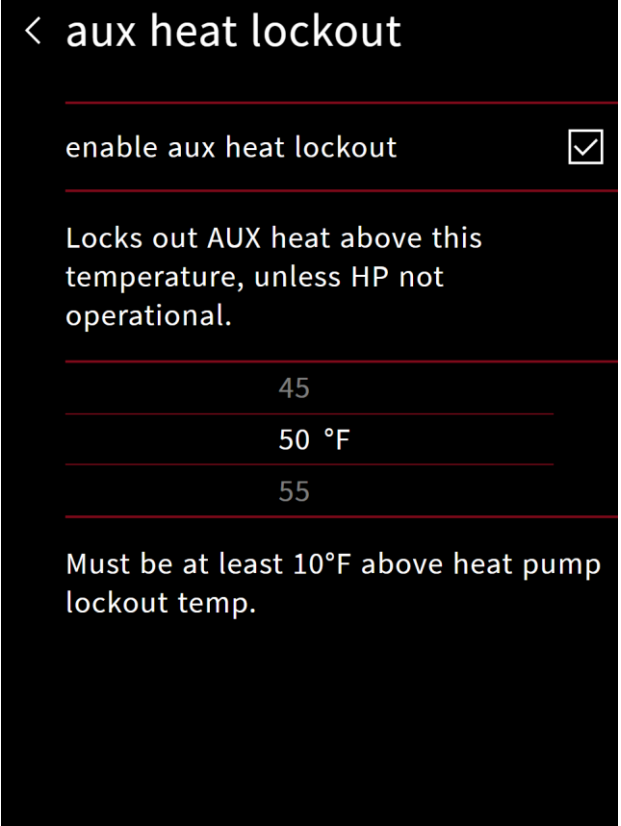 aux heat lockout
enable aux heat lockout
Locks out AUX heat above this
temperature, unless HP not
operational.
45
50 °F
55
Must be at least 10°F above heat pump
lockout temp.